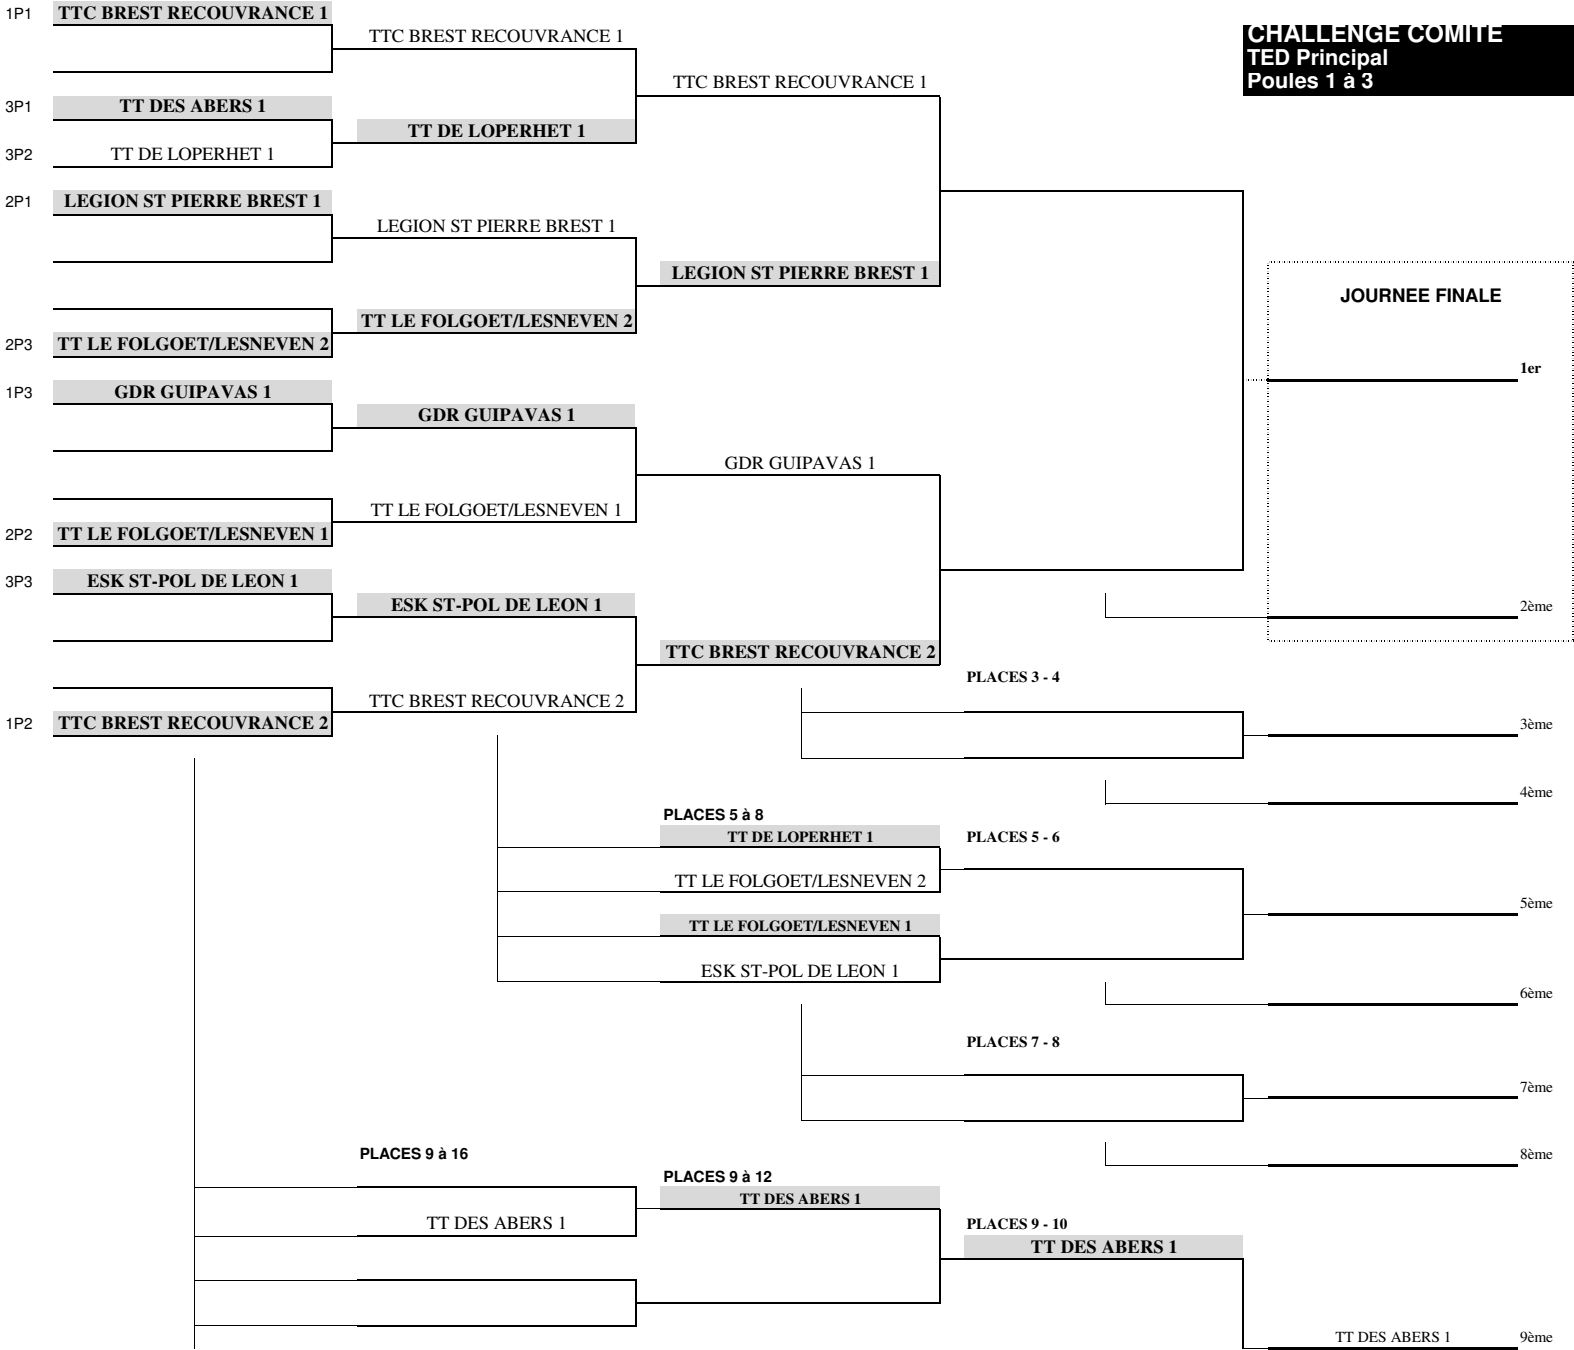 1P1 TTC BREST RECOUVRANCE 1
TTC BREST RECOUVRANCE 1
CHALLENGE COMITE
TED Principal
Poules 1 à 3
TTC BREST RECOUVRANCE 1
3P1 TT DES ABERS 1
TT DE LOPERHET 1
3P2 TT DE LOPERHET 1
2P1 LEGION ST PIERRE BREST 1
LEGION ST PIERRE BREST 1
LEGION ST PIERRE BREST 1
JOURNEE FINALE
TT LE FOLGOET/LESNEVEN 2
2P3 TT LE FOLGOET/LESNEVEN 2
1er
1P3 GDR GUIPAVAS 1
GDR GUIPAVAS 1
GDR GUIPAVAS 1
TT LE FOLGOET/LESNEVEN 1
2P2 TT LE FOLGOET/LESNEVEN 1
3P3 ESK ST-POL DE LEON 1
ESK ST-POL DE LEON 1
2ème
TTC BREST RECOUVRANCE 2
PLACES 3 - 4
TTC BREST RECOUVRANCE 2
1P2 TTC BREST RECOUVRANCE 2
3ème
4ème
PLACES 5 à 8
TT DE LOPERHET 1
PLACES 5 - 6
TT LE FOLGOET/LESNEVEN 2
5ème
TT LE FOLGOET/LESNEVEN 1
ESK ST-POL DE LEON 1
6ème
PLACES 7 - 8
7ème
PLACES 9 à 16
8ème
PLACES 9 à 12
TT DES ABERS 1
TT DES ABERS 1
PLACES 9 - 10
TT DES ABERS 1
TT DES ABERS 1 9ème